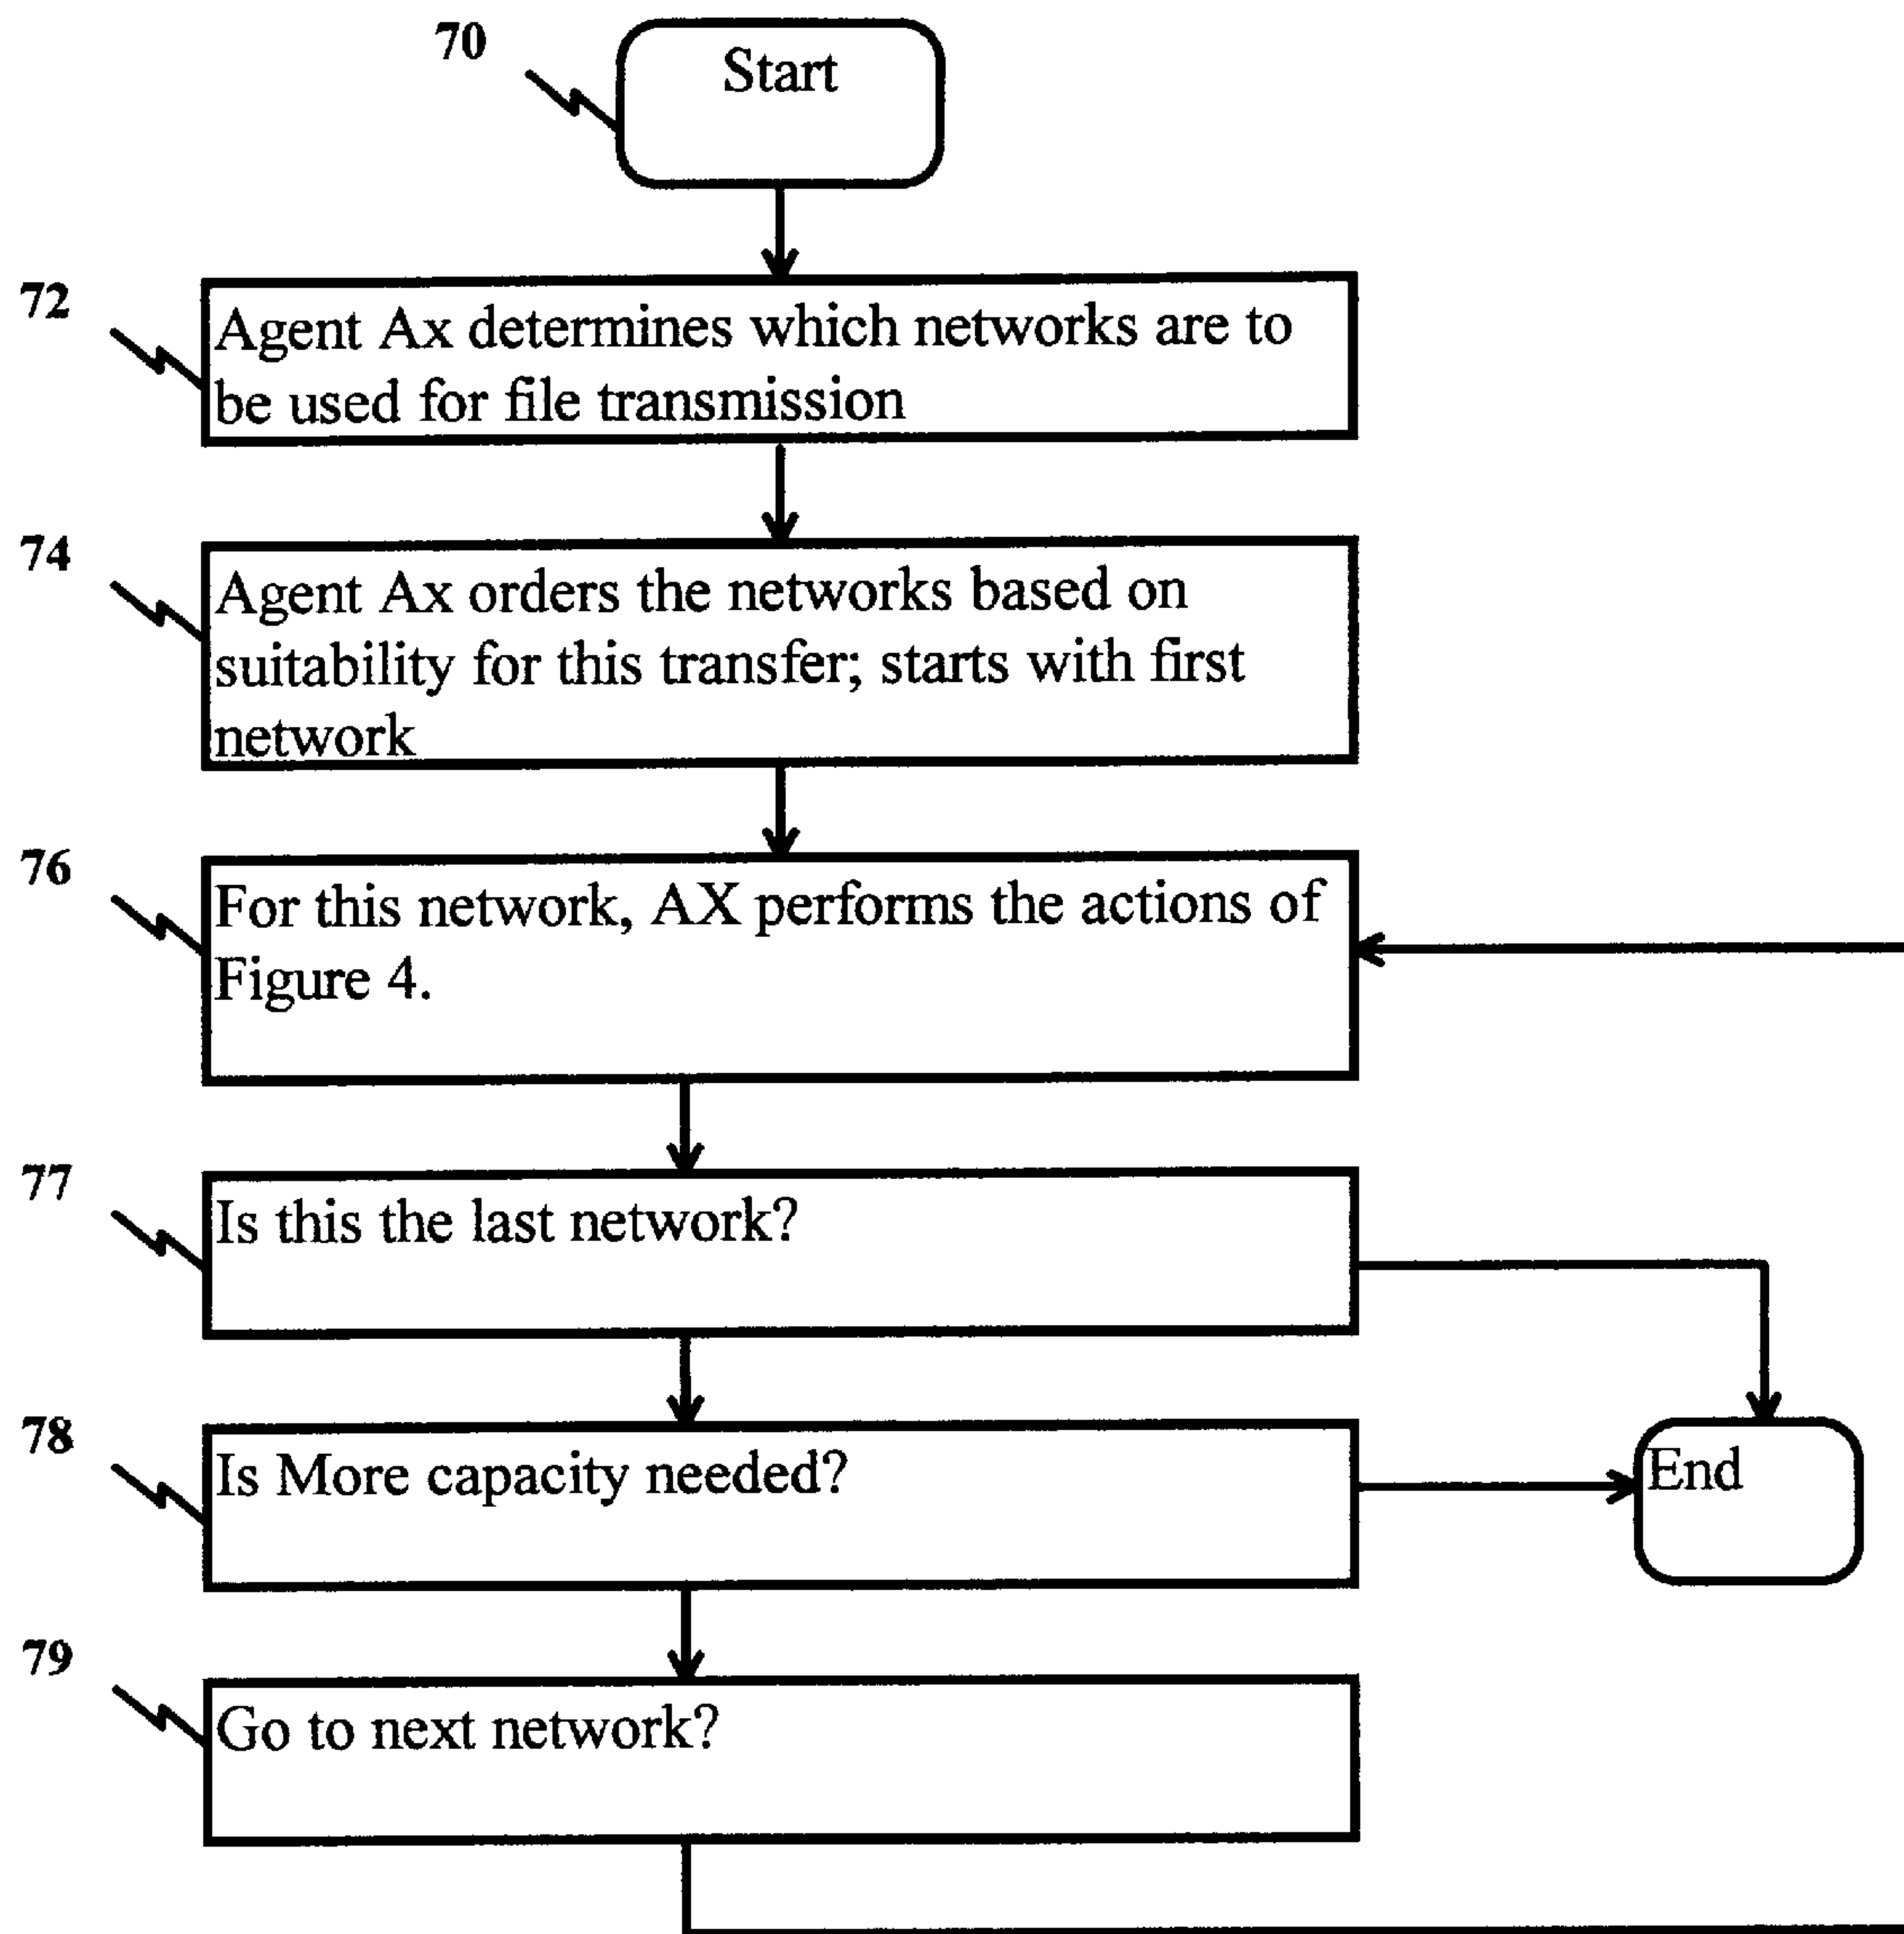 70
Start
72
Agent Ax determines which networks are to
be used for file transmission
74
Agent Ax orders the networks based on
suitability for this transfer; starts with first
network
76
For this network, AX performs the actions of
Figure 4.
77
Is this the last network?
78
Is More capacity needed?
End
79
Go to next network?